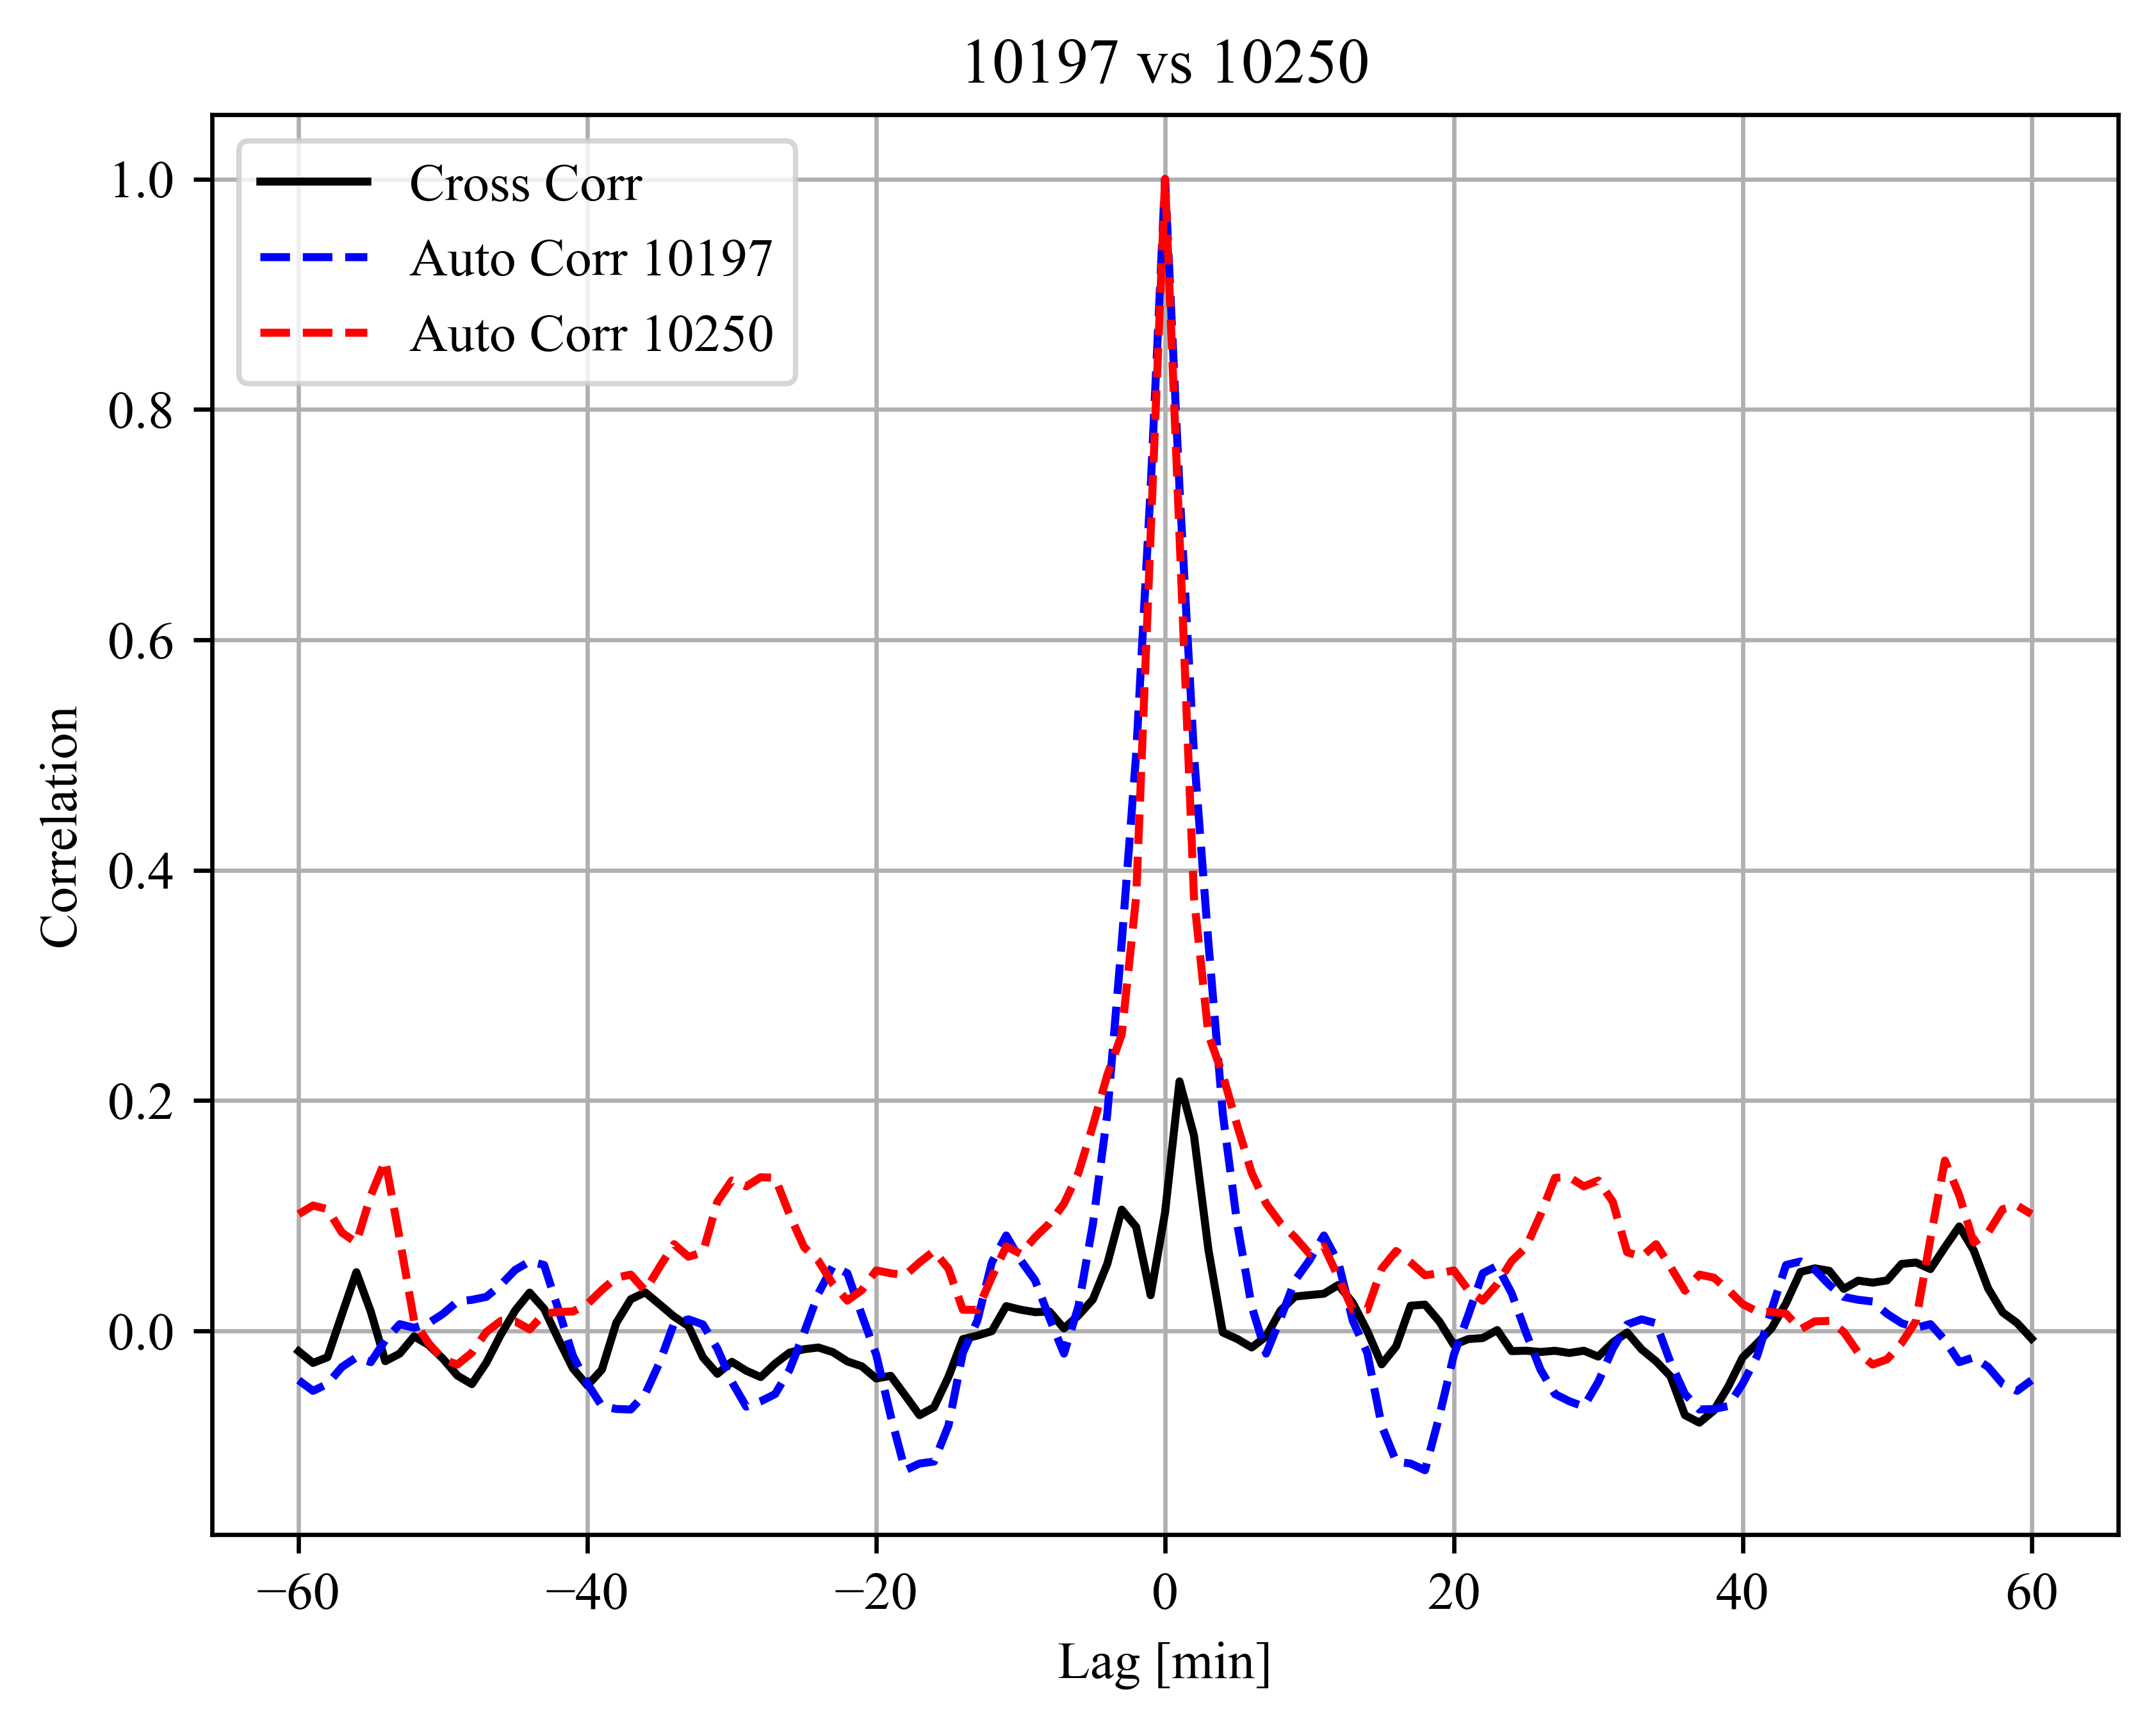 10197 vs 10250
Cross Corr
Auto Corr 10197
Auto Corr 10250
1.0
0.8
0.6
0.4
0.2
0.0
Correlation
−60 −40 −20 0 20 40 60
Lag [min]